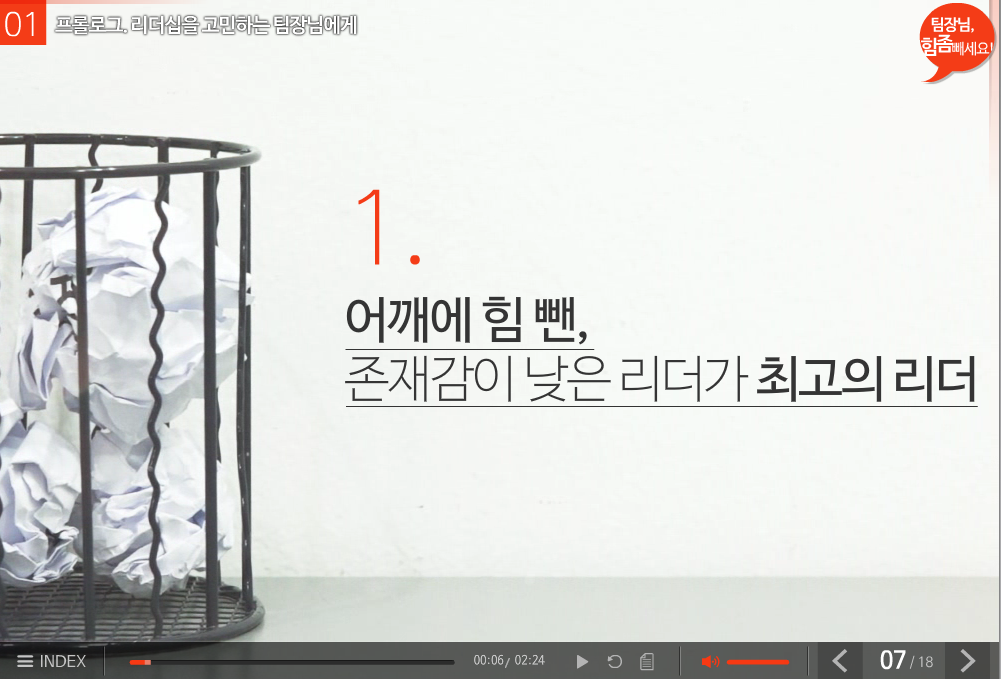 01 프롤로그. 리더십을 고민하는 팀장님에게
팀장님,
힘 좀 빼세요!
1.
어깨에 힘 뺀,
존재감이 낮은 리더가 최고의 리더
INDEX
00:06 / 02:24
07 / 18